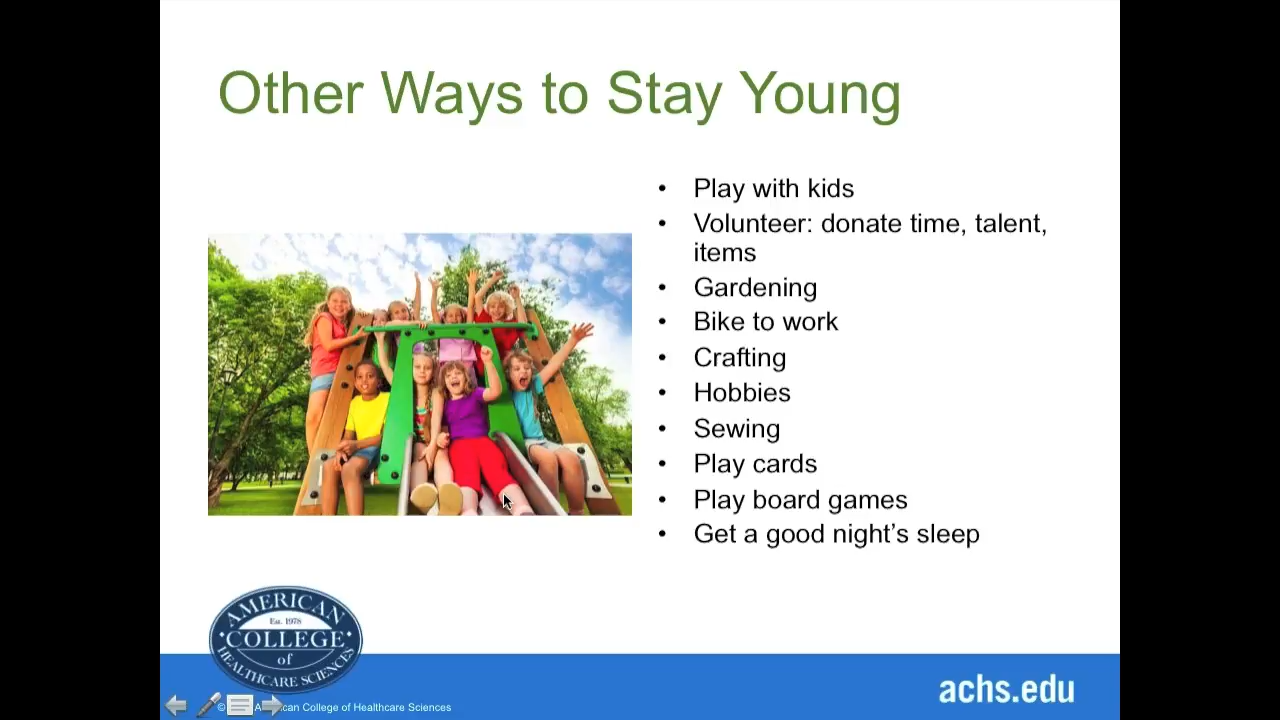 Other Ways to Stay Young
• Play with kids
• Volunteer: donate time, talent,
items
• Gardening
• Bike to work
• Crafting
• Hobbies
• Sewing
• Play cards
• Play board games
• Get a good night’s sleep
AMERICAN
Est. 1978
COLLEGE
of
HEALTHCARE SCIENCES
achs.edu
© American College of Healthcare Sciences